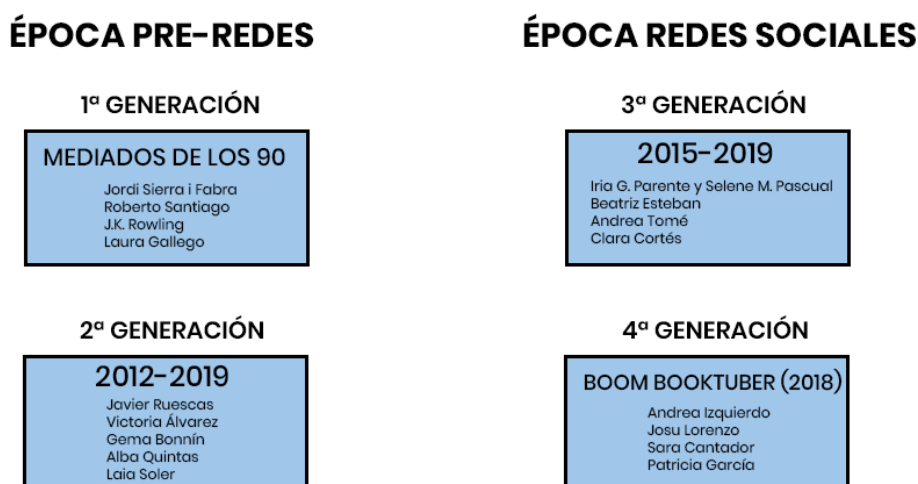 ÉPOCA PRE-REDES
1ª GENERACIÓN
MEDIADOS DE LOS 90
Jordi Sierra i Fabra
Roberto Santiago
J.K. Rowling
Laura Gallego
2ª GENERACIÓN
2012-2019
Javier Ruescas
Victoria Álvarez
Gema Bonnín
Alba Quintas
Laia Soler
ÉPOCA REDES SOCIALES
3ª GENERACIÓN
2015-2019
Iria G. Parente y Selene M. Pascual
Beatriz Esteban
Andrea Tomé
Clara Cortés
4ª GENERACIÓN
BOOM BOOKTUBER (2018)
Andrea Izquierdo
Josu Lorenzo
Sara Cantador
Patricia García